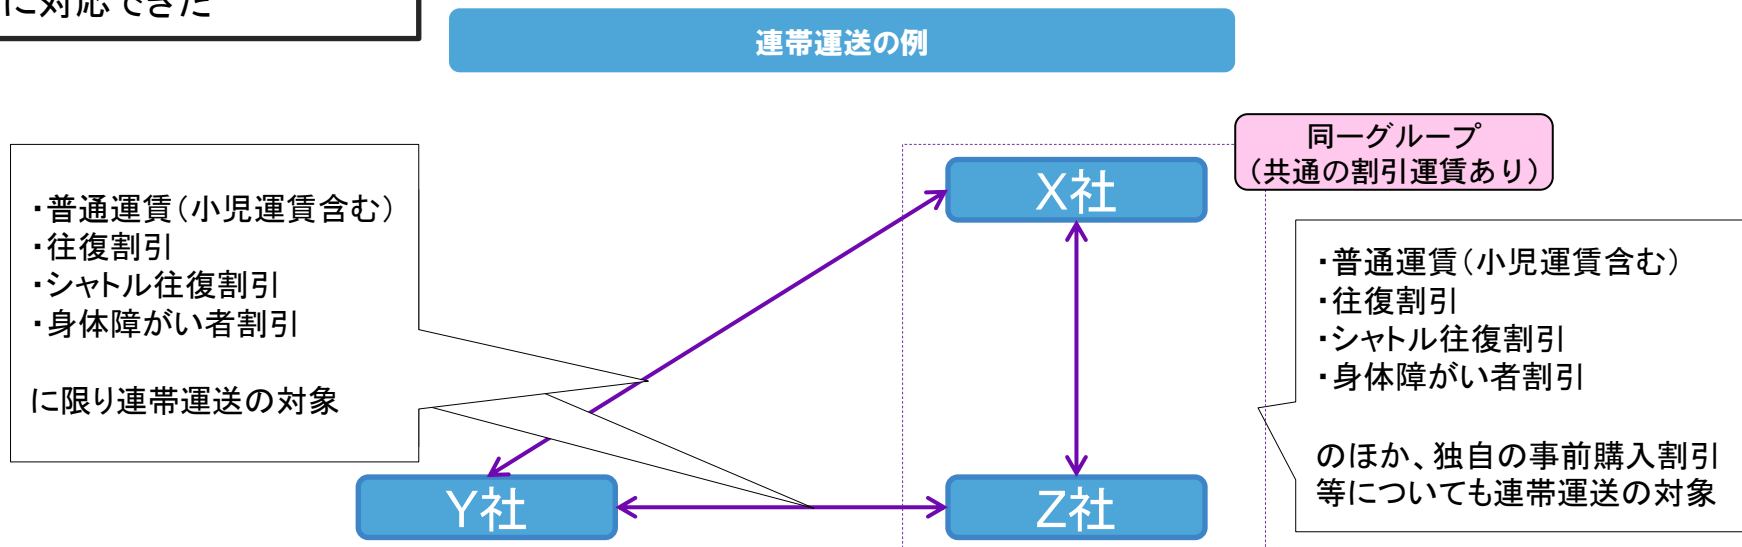 に対応できた
連帯運送の例
同一グループ
（共通の割引運賃あり）
X社
・普通運賃（小児運賃含む）
・往復割引
・シャトル往復割引
・身体障がい者割引
に限り連帯運送の対象
・普通運賃（小児運賃含む）
・往復割引
・シャトル往復割引
・身体障がい者割引
のほか、独自の事前購入割引
等についても連帯運送の対象
Y社
Z社